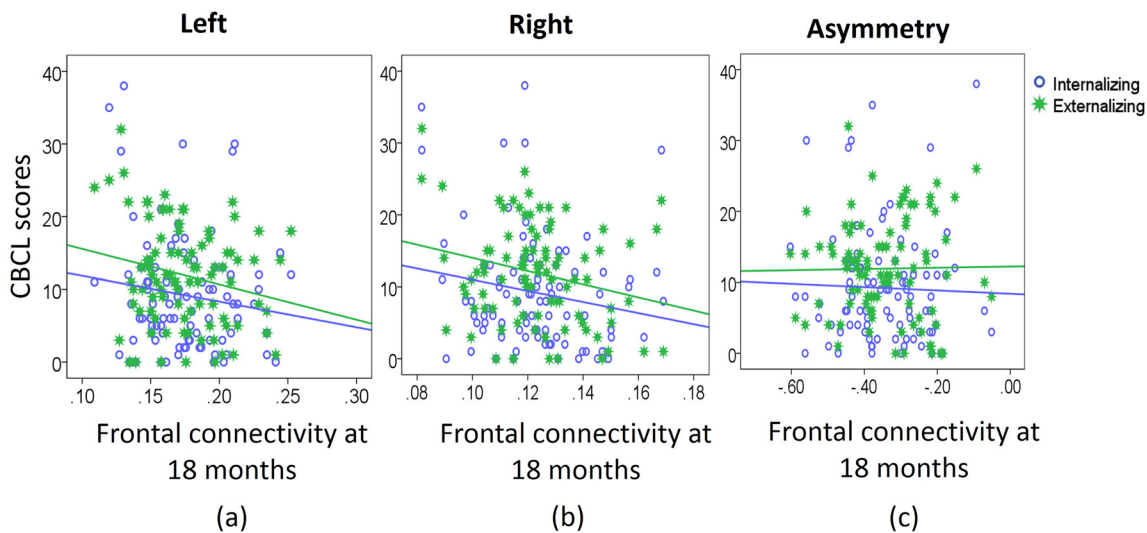 Left
Right
Asymmetry
Internalizing
Externalizing
CBCL scores
40
30
20
10
0
.10 .15 .20 .25 .30
40
30
20
10
0
.08 .10 .12 .14 .16 .18
40
30
20
10
0
-.60 -.40 -.20 .00
Frontal connectivity at
18 months
Frontal connectivity at
18 months
Frontal connectivity at
18 months
(a)
(b)
(c)